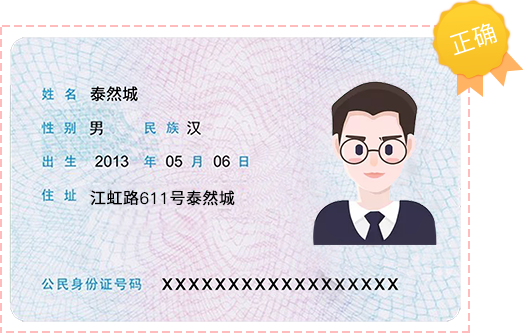 正确
姓名 泰然城
性别 男 民族 汉
出生 2013 年 05 月 06 日
住址 江虹路611号泰然城
公民身份证号码 XXXXXXXXXXXXXXXXXX